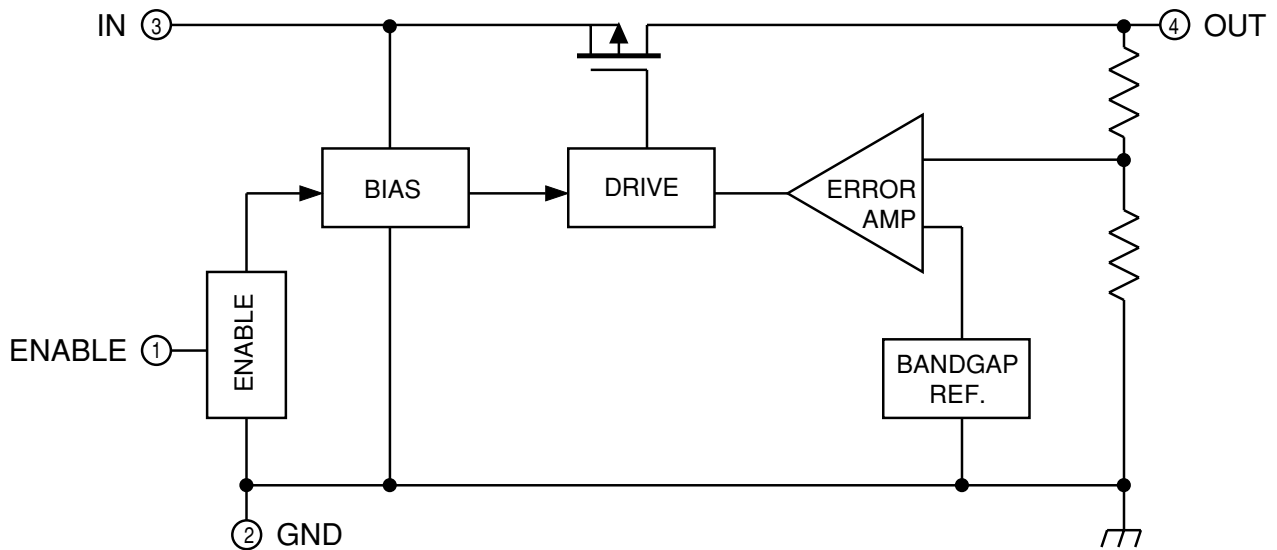 IN 3
4 OUT
BIAS
DRIVE
ERROR
AMP
ENABLE
ENABLE 1
BANDGAP
REF.
2 GND